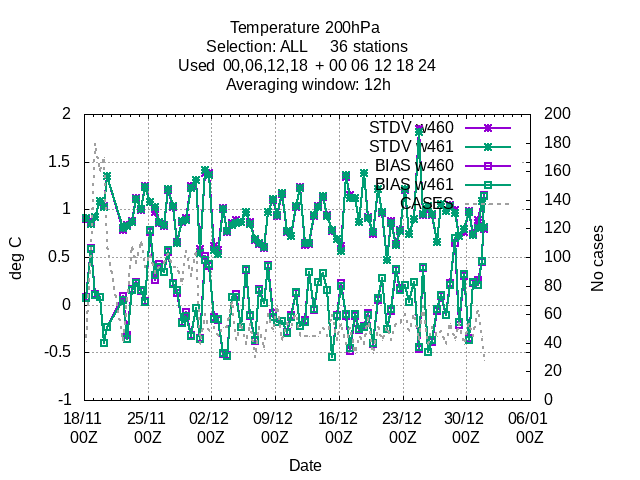 Temperature 200hPa
Selection: ALL     36 stations
Used  00,06,12,18  + 00 06 12 18 24
Averaging window: 12h
2
1.5
1
0.5
0
-0.5
-1
deg C
200
180
160
140
120
100
80
60
40
20
0
No cases
STDV w460
STDV w461
BIAS w460
BIAS w461
CASES
18/11 25/11 02/12 09/12 16/12 23/12 30/12 06/01
00Z 00Z 00Z 00Z 00Z 00Z 00Z 00Z
Date